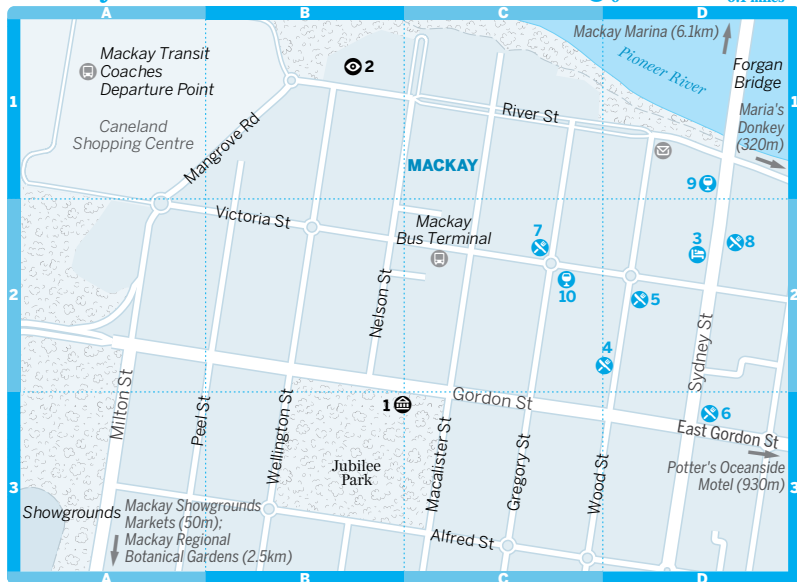 A
B
C
D
Mackay Marina (6.1km)
Mackay Transit
Coaches
Departure Point
2
Pioneer River
Forgan
Bridge
1
1
Caneland
Shopping Centre
Mangrove Rd
River St
Maria's
Donkey
(320m)
MACKAY
9
Victoria St
Mackay
Bus Terminal
7
3
8
2
2
10
5
Nelson St
4
Sydney St
Milton St
Peel St
Wellington St
1
Gordon St
6
East Gordon St
Macalister St
Gregory St
Wood St
Potter's Oceanside
Motel (930m)
Jubilee
Park
3
3
Showgrounds
Mackay Showgrounds
Markets (50m);
Mackay Regional
Botanical Gardens (2.5km)
Alfred St
A
B
C
D